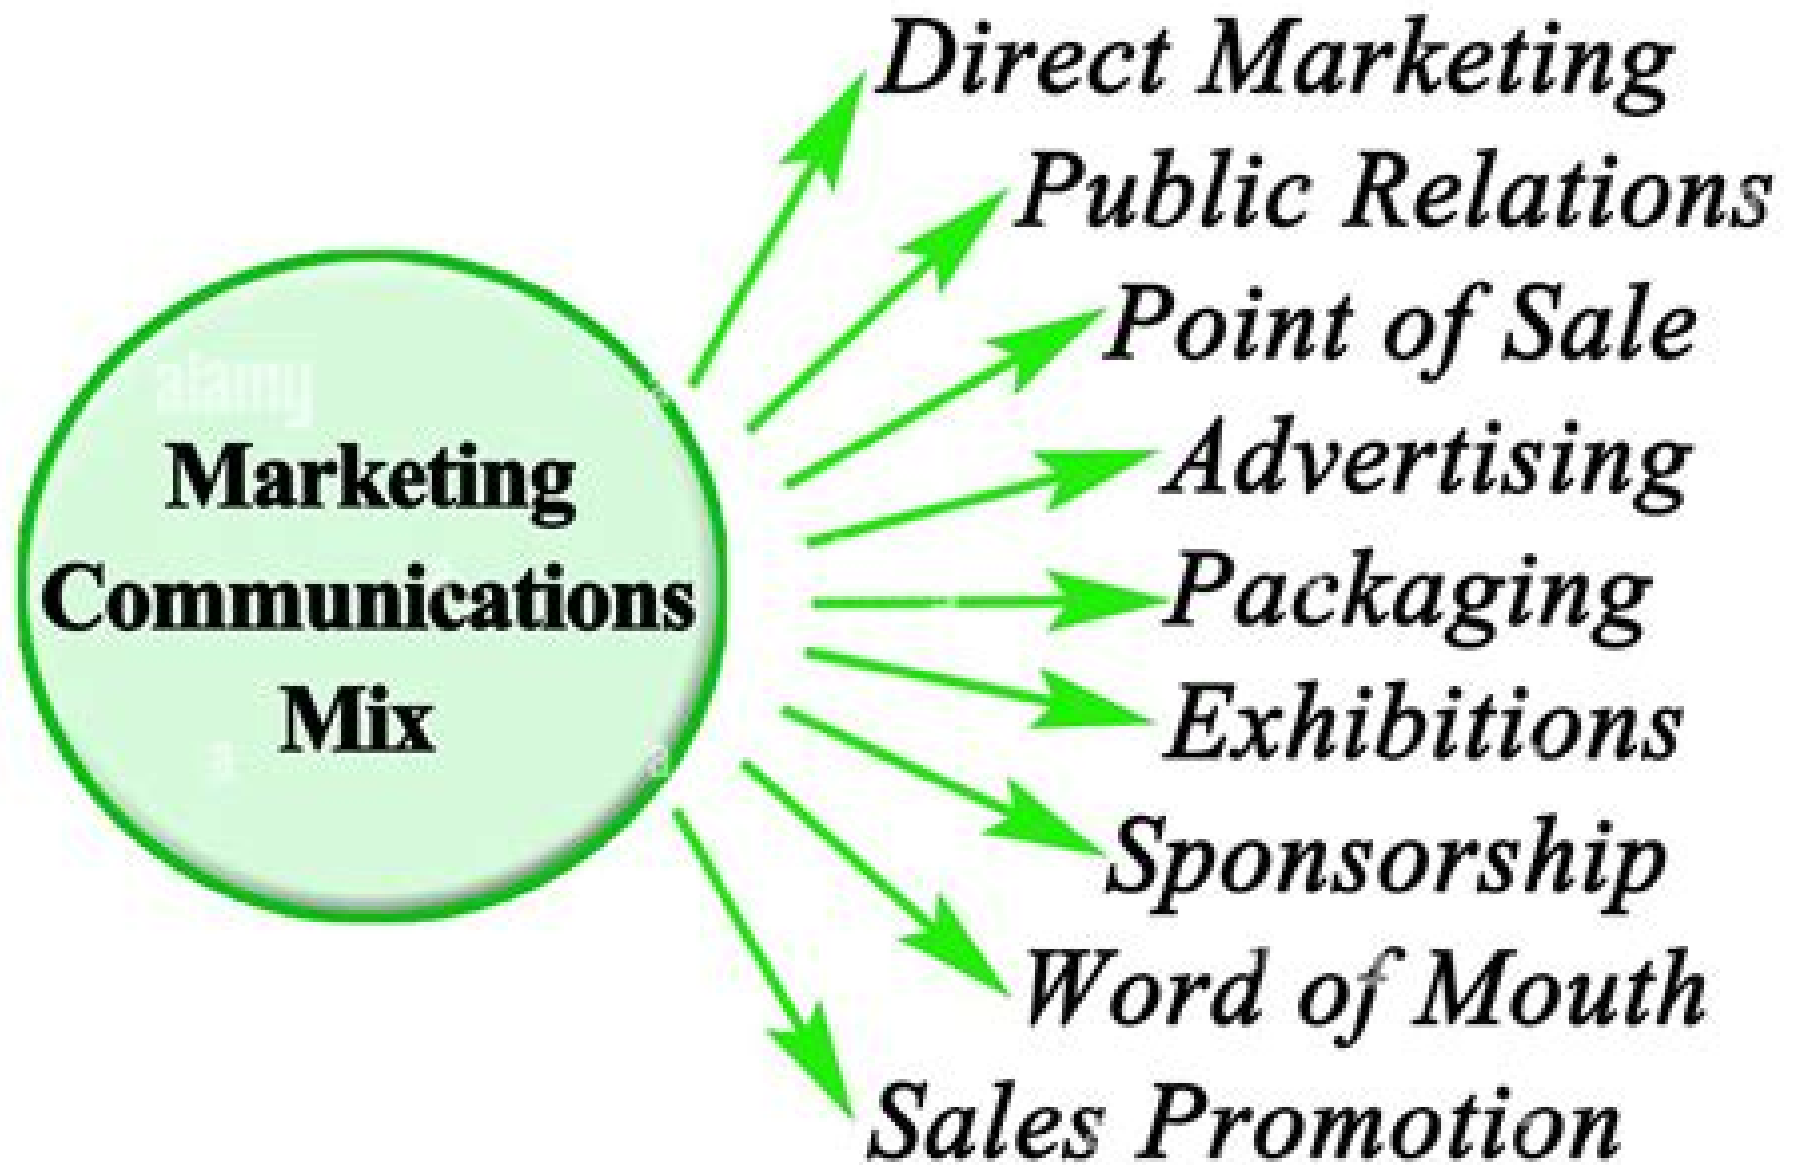 Direct Marketing
Public Relations
Point of Sale
Advertising
alamy
Marketing
Communications
Mix
Packaging
Exhibitions
Sponsorship
Word of Mouth
Sales Promotion